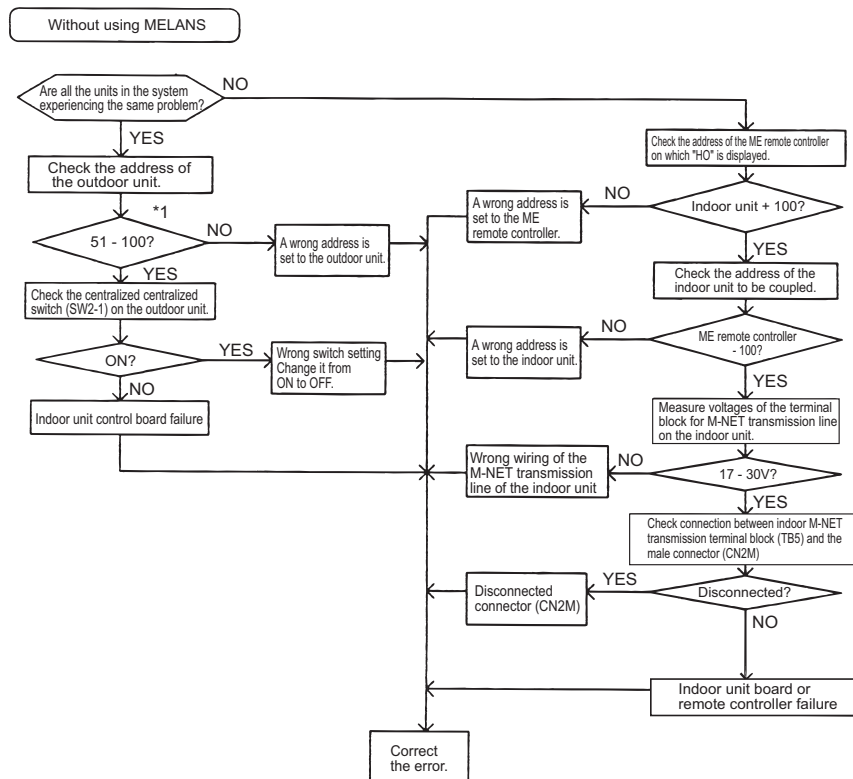 Without using MELANS
Are all the units in the system
experiencing the same problem?
NO
YES
Check the address of
the outdoor unit.
*1
51 - 100?
NO
A wrong address is
set to the outdoor unit.
YES
Check the centralized centralized
switch (SW2-1) on the outdoor unit.
ON?
YES
Wrong switch setting
Change it from
ON to OFF.
NO
Indoor unit control board failure
Check the address of the ME remote controller
on which "HO" is displayed.
Indoor unit + 100?
NO
A wrong address is
set to the ME
remote controller.
YES
Check the address of the
indoor unit to be coupled.
ME remote controller
- 100?
NO
A wrong address is
set to the indoor unit.
YES
Measure voltages of the terminal
block for M-NET transmission line
on the indoor unit.
17 - 30V?
NO
Wrong wiring of the
M-NET transmission
line of the indoor unit
YES
Check connection between indoor M-NET
transmission terminal block (TB5) and the
male connector (CN2M)
Disconnected?
YES
Disconnected
connector (CN2M)
NO
Indoor unit board or
remote controller failure
Correct
the error.